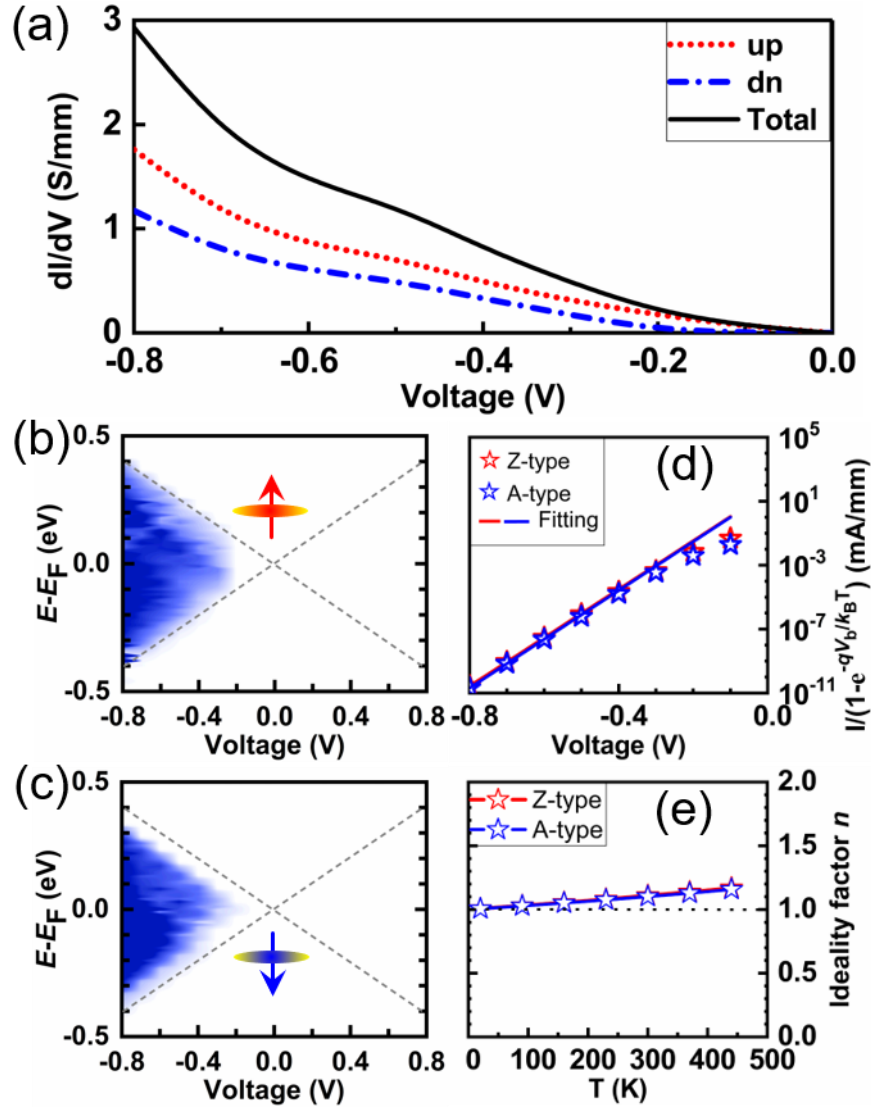 (a)
3
2
1
0
dI/dV (S/mm)
up
dn
Total
-0.8 -0.6 -0.4 -0.2 0.0
Voltage (V)
(b)
0.5
0.0
-0.5
E-E_F (eV)
-0.8 -0.4 0.0 0.4 0.8
Voltage (V)
(d)
Z-type
A-type
Fitting
10^5
10^1
10^-3
10^-7
10^-11
I/(1-e^-qV_b/k_BT) (mA/mm)
-0.8 -0.4 0.0
Voltage (V)
(c)
0.5
0.0
-0.5
E-E_F (eV)
-0.8 -0.4 0.0 0.4 0.8
Voltage (V)
(e)
Z-type
A-type
2.0
1.5
1.0
0.5
0.0
Ideality factor n
0 100 200 300 400 500
T (K)